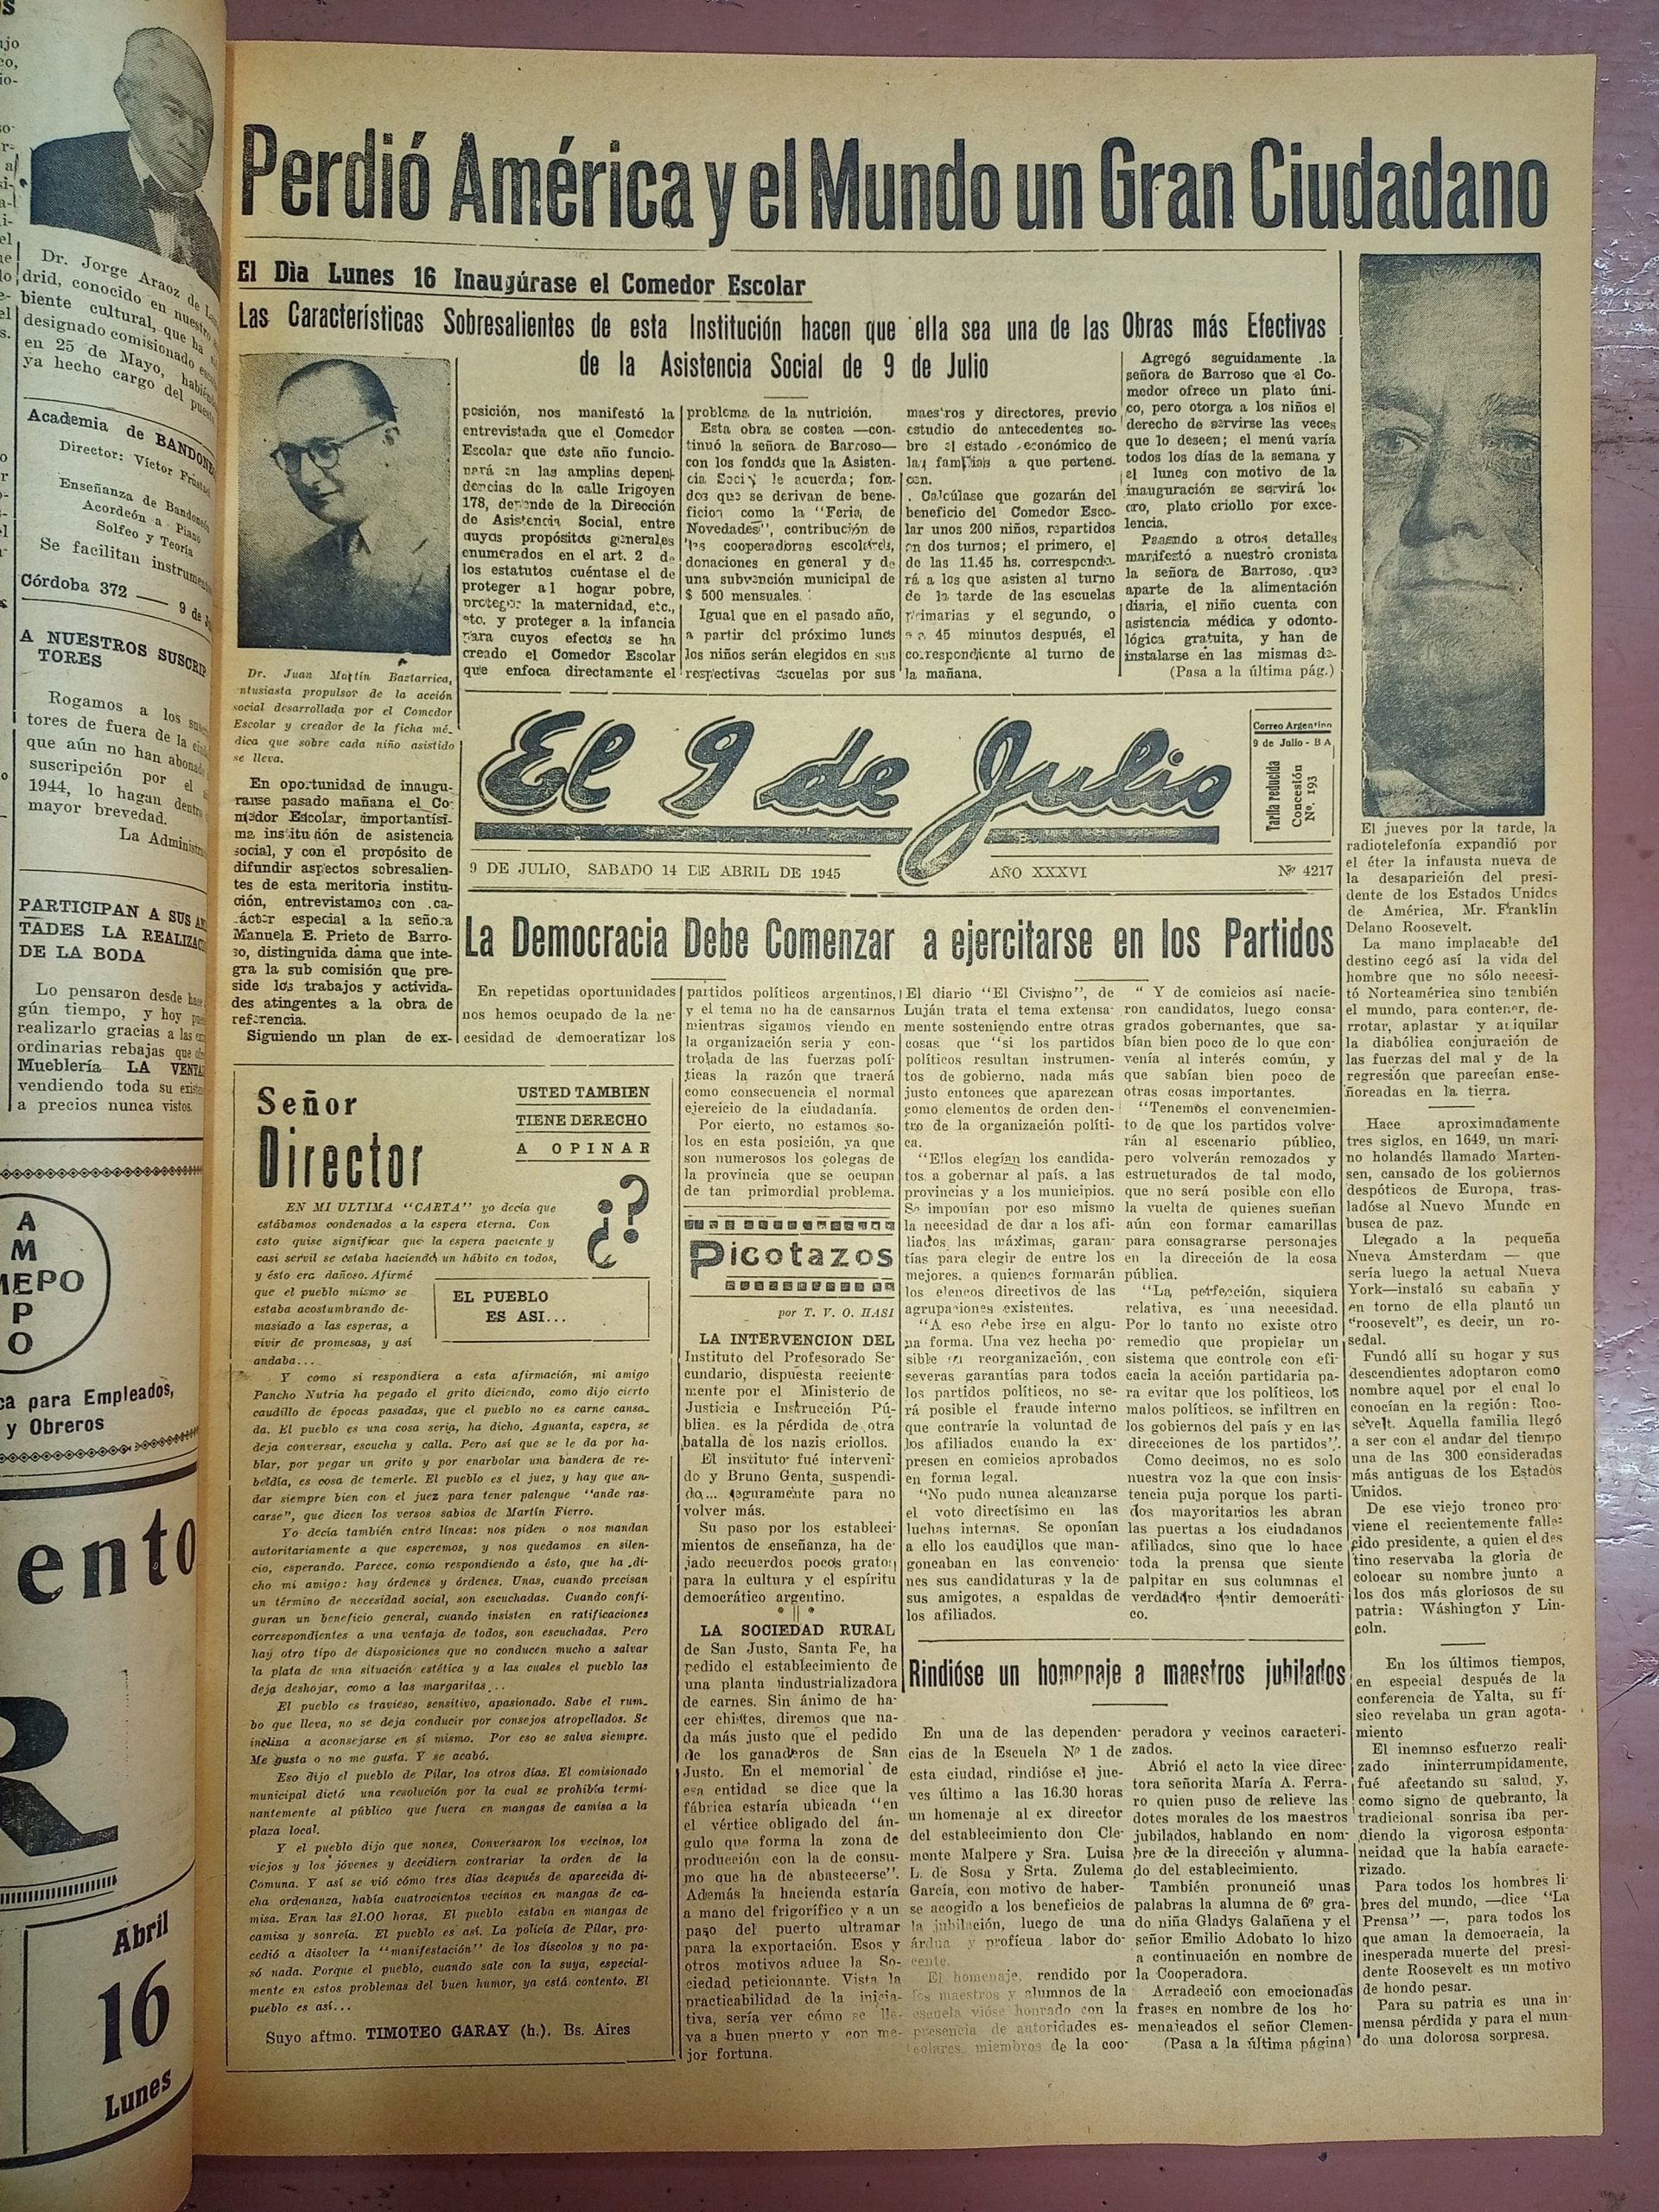 Perdió América y el Mundo un Gran Ciudadano
El Dìa Lunes 16 Inaugúrase el Comedor Escolar
Las Características Sobresalientes de esta Institución hacen que ella sea una de las Obras más Efectivas
de la Asistencia Social de 9 de Julio
Dr. Juan Martín Baztarrica,
entusiasta propulsor de la acción
social desarrollada por el Comedor
Escolar y creador de la ficha mé-
dica que sobre cada niño asistido
se lleva.
En oportunidad de inaugu-
rarse pasado mañana el Co-
medor Escolar, importantísi-
ma institución de asistencia
social, y con el propósito de
difundir aspectos sobresalien-
tes de esta meritoria institu-
ción, entrevistamos con ca-
rácter especial a la señora
Manuela E. Prieto de Barro-
so, distinguida dama que inte-
gra la sub comisión que pre-
side los trabajos y activida-
des atingentes a la obra de
referencia.
Siguiendo un plan de ex-
posición, nos manifestó la
entrevistada que el Comedor
Escolar que este año funcio-
nará en las amplias depen-
dencias de la calle Irigoyen
178, depende de la Dirección
de Asistencia Social, entre
cuyos propósitos generales
enumerados en el art. 2 de
los estatutos cuéntase el de
proteger al hogar pobre,
proteger la maternidad, etc.,
etc. y proteger a la infancia
para cuyos efectos se ha
creado el Comedor Escolar
que enfoca directamente el
problema de la nutrición.
Esta obra se costea —con-
tinuó la señora de Barroso—
con los fondos que la Asisten-
cia Social le acuerda; fon-
dos que se derivan de bene-
ficios como la "Feria de
Novedades", contribución de
las cooperadoras escolares,
donaciones en general y de
una subvención municipal de
$ 500 mensuales.
Igual que en el pasado año,
a partir del próximo lunes
los niños serán elegidos en sus
respectivas escuelas por sus
maestros y directores, previo
estudio de antecedentes so-
bre el estado económico de
las familias a que pertene-
cen.
Calcúlase que gozarán del
beneficio del Comedor Esco-
lar unos 200 niños, repartidos
en dos turnos; el primero, el
de las 11.45 hs. corresponde-
rá a los que asisten al turno
de la tarde de las escuelas
primarias y el segundo, o
45 minutos después, el
correspondiente al turno de
la mañana.
Agregó seguidamente la
señora de Barroso que el Co-
medor ofrece un plato úni-
co, pero otorga a los niños el
derecho de servirse las veces
que lo deseen; el menú varía
todos los días de la semana y
el lunes con motivo de la
inauguración se servirá lo-
cro, plato criollo por exce-
lencia.
Pasando a otros detalles
manifestó a nuestro cronista
la señora de Barroso, que
aparte de la alimentación
diaria, el niño cuenta con
asistencia médica y odonto-
lógica gratuita, y han de
instalarse en las mismas de-
(Pasa a la última pág.)
El 9 de Julio
Correo Argentino
9 de Julio - B A
Tarifa reducida
Concesión
Nº. 193
9 DE JULIO, SABADO 14 DE ABRIL DE 1945
AÑO XXXVI
Nº 4217
La Democracia Debe Comenzar a ejercitarse en los Partidos
En repetidas oportunidades
nos hemos ocupado de la ne-
cesidad de democratizar los
partidos políticos argentinos,
y el tema no ha de cansarnos
mientras sigamos viendo en
la organización seria y con-
trolada de las fuerzas polí-
ticas la razón que traerá
como consecuencia el normal
ejercicio de la ciudadanía.
Por cierto, no estamos so-
los en esta posición, ya que
son numerosos los colegas de
la provincia que se ocupan
de tan primordial problema.
El diario "El Civismo", de
Luján trata el tema extensa-
mente sosteniendo entre otras
cosas que "si los partidos
políticos resultan instrumen-
tos de gobierno, nada más
justo entonces que aparezcan
como elementos de orden den-
tro de la organización políti-
ca.
"Ellos elegían los candida-
tos a gobernar al país, a las
provincias y a los municipios.
Se imponían por eso mismo
la necesidad de dar a los afi-
liados las máximas, garan-
tías para elegir de entre los
mejores, a quienes formarán
los elencos directivos de las
agrupaciones existentes.
"A eso debe irse en algu-
na forma. Una vez hecha po-
sible la reorganización, con
severas garantías para todos
los partidos políticos, no se-
rá posible el fraude interno
que contraríe la voluntad de
los afiliados cuando la ex-
presen en comicios aprobados
en forma legal.
"No pudo nunca alcanzarse
el voto directísimo en las
luchas internas. Se oponían
a ello los caudillos que man-
goneaban en las convencio-
nes sus candidaturas y la de
sus amigotes, a espaldas de
los afiliados.
" Y de comicios así nacie-
ron candidatos, luego consa-
grados gobernantes, que sa-
bían bien poco de lo que con-
venía al interés común, y
que sabían bien poco de
otras cosas importantes.
"Tenemos el convencimien-
to de que los partidos volve-
rán al escenario público,
pero volverán remozados y
estructurados de tal modo,
que no será posible con ello
la vuelta de quienes sueñan
aún con formar camarillas
para consagrarse personajes
en la dirección de la cosa
pública.
"La perfección, siquiera
relativa, es una necesidad.
Por lo tanto no existe otro
remedio que propiciar un
sistema que controle con efi-
cacia la acción partidaria pa-
ra evitar que los políticos, los
malos políticos, se infiltren en
los gobiernos del país y en las
direcciones de los partidos".
Como decimos, no es solo
nuestra voz la que con insis-
tencia puja porque los parti-
dos mayoritarios les abran
las puertas a los ciudadanos
afiliados, sino que lo hace
toda la prensa que siente
palpitar en sus columnas el
verdadero sentir democráti-
co.
Señor
Director
USTED TAMBIEN
TIENE DERECHO
A OPINAR
¿?
EN MI ULTIMA "CARTA" yo decía que
estábamos condenados a la espera eterna. Con
esto quise significar que la espera paciente y
casi servil se estaba haciendo un hábito en todos,
y ésto era dañoso. Afirmé
que el pueblo mismo se
estaba acostumbrando de-
masiado a las esperas, a
vivir de promesas, y así
andaba...
EL PUEBLO
ES ASI...
Y como si respondiera a esta afirmación, mi amigo
Pancho Nutria ha pegado el grito diciendo, como dijo cierto
caudillo de épocas pasadas, que el pueblo no es carne cansa-
da. El pueblo es una cosa seria, ha dicho. Aguanta, espera, se
deja conversar, escucha y calla. Pero así que se le da por ha-
blar, por pegar un grito y por enarbolar una bandera de re-
beldía, es cosa de temerle. El pueblo es el juez, y hay que an-
dar siempre bien con el juez para tener palenque "ande ras-
carse", que dicen los versos sabios de Martín Fierro.
Yo decía también entre líneas: nos piden o nos mandan
autoritariamente a que esperemos, y nos quedamos en silen-
cio, esperando. Parece, como respondiendo a ésto, que ha di-
cho mi amigo: hay órdenes y órdenes. Unas, cuando precisan
un término de necesidad social, son escuchadas. Cuando confi-
guran un beneficio general, cuando insisten en ratificaciones
correspondientes a una ventaja de todos, son escuchadas. Pero
hay otro tipo de disposiciones que no conducen mucho a salvar
la plata de una situación estética y a las cuales el pueblo las
deja deshojar, como a las margaritas...
El pueblo es travieso, sensitivo, apasionado. Sabe el rum-
bo que lleva, no se deja conducir por consejos atropellados. Se
inclina a aconsejarse en sí mismo. Por eso se salva siempre.
Me gusta o no me gusta. Y se acabó.
Eso dijo el pueblo de Pilar, los otros días. El comisionado
municipal dictó una resolución por la cual se prohibía termi-
nantemente al público que fuera en mangas de camisa a la
plaza local.
Y el pueblo dijo que nones. Conversaron los vecinos, los
viejos y los jóvenes y decidiern contrariar la orden de la
Comuna. Y así se vió cómo tres días después de aparecida di-
cha ordenanza, había cuatrocientos vecinos en mangas de ca-
misa. Eran las 21.00 horas. El pueblo estaba en mangas de
camisa y sonreía. El pueblo es así. La policía de Pilar, pro-
cedió a disolver la "manifestación" de los díscolos y no pa-
só nada. Porque el pueblo, cuando sale con la suya, especial-
mente en estos problemas del buen humor, ya está contento. El
pueblo es así...
Suyo aftmo. TIMOTEO GARAY (h.). Bs. Aires
Picotazos
por T. V. O. HASI
LA INTERVENCION DEL
Instituto del Profesorado Se-
cundario, dispuesta reciente-
mente por el Ministerio de
Justicia e Instrucción Pú-
blica, es la pérdida de otra
batalla de los nazis criollos.
El instituto fué interveni-
do y Bruno Genta, suspendi-
do... seguramente para no
volver más.
Su paso por los estableci-
mientos de enseñanza, ha de-
jado recuerdos pocos gratos
para la cultura y el espíritu
democrático argentino.
LA SOCIEDAD RURAL
de San Justo, Santa Fe, ha
pedido el establecimiento de
una planta industrializadora
de carnes. Sin ánimo de ha-
cer chistes, diremos que na-
da más justo que el pedido
de los ganaderos de San
Justo. En el memorial de
esa entidad se dice que la
fábrica estaría ubicada "en
el vértice obligado del án-
gulo que forma la zona de
producción con la de consu-
mo que ha de abastecerse".
Además la hacienda estaría
a mano del frigorífico y a un
paso del puerto ultramar
para la exportación. Esos y
otros motivos aduce la So-
ciedad peticionante. Vista la
practicabilidad de la inicia-
tiva, sería ver cómo se lle-
va a buen puerto y con me-
jor fortuna.
Rindióse un homenaje a maestros jubilados
En una de las dependen-
cias de la Escuela Nº 1 de
esta ciudad, rindióse el jue-
ves último a las 16.30 horas
un homenaje al ex director
del establecimiento don Cle-
mente Malpere y Sra. Luisa
L. de Sosa y Srta. Zulema
García, con motivo de haber-
se acogido a los beneficios de
la jubilación, luego de una
árdua y profícua labor do-
cente.
El homenaje, rendido por
los maestros y alumnos de la
escuela vióse honrado con la
presencia de autoridades es-
colares, miembros de la coo-
peradora y vecinos caracteri-
zados.
Abrió el acto la vice direc-
tora señorita María A. Ferra-
ro quien puso de relieve las
dotes morales de los maestros
jubilados, hablando en nom-
bre de la dirección y alumna-
do del establecimiento.
También pronunció unas
palabras la alumna de 6º gra-
do niña Gladys Galañena y el
señor Emilio Adobato lo hizo
a continuación en nombre de
la Cooperadora.
Agradeció con emocionadas
frases en nombre de los ho-
menajeados el señor Clemen-
(Pasa a la última página)
El jueves por la tarde, la
radiotelefonía expandió por
el éter la infausta nueva de
la desaparición del presi-
dente de los Estados Unidos
de América, Mr. Franklin
Delano Roosevelt.
La mano implacable del
destino cegó así la vida del
hombre que no sólo necesi-
tó Norteamérica sino también
el mundo, para contener, de-
rrotar, aplastar y aniquilar
la diabólica conjuración de
las fuerzas del mal y de la
regresión que parecían ense-
ñoreadas en la tierra.
Hace aproximadamente
tres siglos, en 1649, un mari-
no holandés llamado Marten-
sen, cansado de los gobiernos
despóticos de Europa, tras-
ladóse al Nuevo Mundo en
busca de paz.
Llegado a la pequeña
Nueva Amsterdam — que
sería luego la actual Nueva
York—instaló su cabaña y
en torno de ella plantó un
"roosevelt", es decir, un ro-
sedal.
Fundó allí su hogar y sus
descendientes adoptaron como
nombre aquel por el cual lo
conocían en la región: Roo-
sevelt. Aquella familia llegó
a ser con el andar del tiempo
una de las 300 consideradas
más antiguas de los Estados
Unidos.
De ese viejo tronco pro-
viene el recientemente falle-
cido presidente, a quien el des
tino reservaba la gloria de
colocar su nombre junto a
los dos más gloriosos de su
patria: Wáshington y Lin-
coln.
En los últimos tiempos,
en especial después de la
conferencia de Yalta, su fí-
sico revelaba un gran agota-
miento
El inemnso esfuerzo reali-
zado ininterrumpidamente,
fué afectando su salud, y,
como signo de quebranto, la
tradicional sonrisa iba per-
diendo la vigorosa esponta-
neidad que la había caracte-
rizado.
Para todos los hombres li
bres del mundo, —dice "La
Prensa" —, para todos los
que aman la democracia, la
inesperada muerte del presi-
dente Roosevelt es un motivo
de hondo pesar.
Para su patria es una in
mensa pérdida y para el mun-
do una dolorosa sorpresa.
Dr. Jorge Araoz de
drid, conocido en nuestro
biente cultural, que ha
designado comisionado
en 25 de Mayo,
ya hecho cargo del
Academia de
Director: Víctor
Enseñanza de
Acordeón a Piano
Solfeo y Teoría
Se facilitan
Córdoba 372 — 9 de
A NUESTROS SUSCRIP
TORES
Rogamos a los
tores de fuera de la
que aún no han
suscripción por el
1944, lo hagan
mayor brevedad.
La
PARTICIPAN A SUS
TADES LA
DE LA BODA
Lo pensaron desde
gún tiempo, y hoy
realizarlo gracias a las
ordinarias rebajas que
Mueblería LA
vendiendo toda su
a precios nunca vistos.
A
M
MEPO
P
O
para Empleados,
y Obreros
ento
R
Abril
16
Lunes